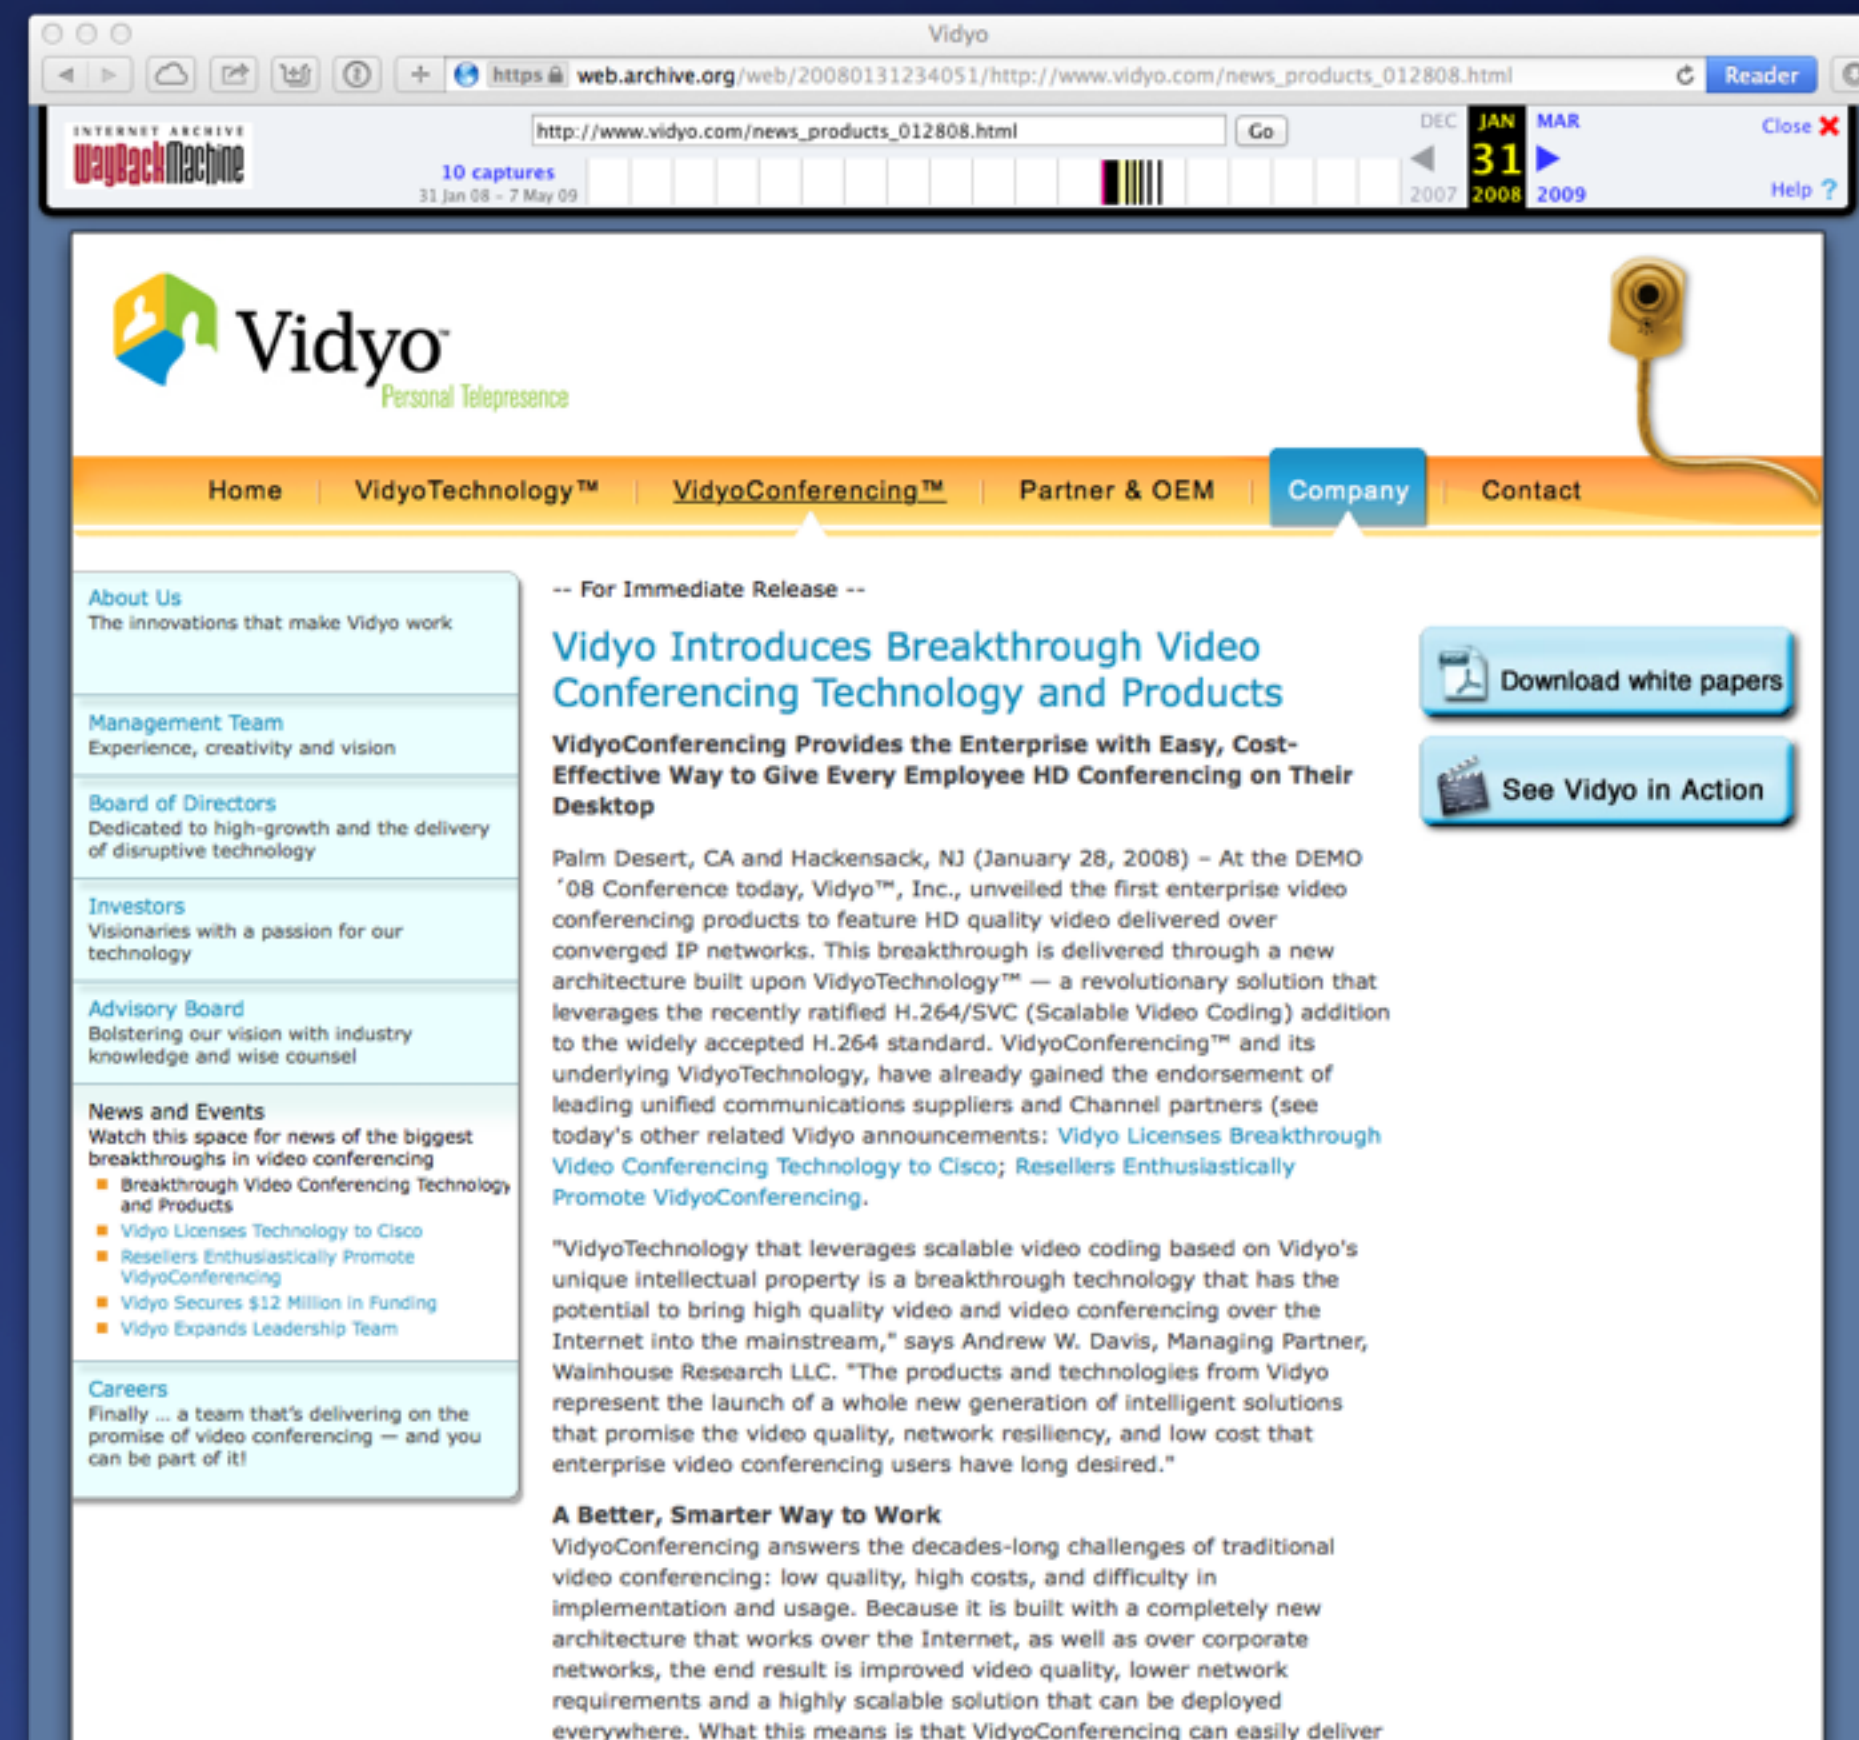 Vidyo
https web.archive.org/web/20080131234051/http://www.vidyo.com/news_products_012808.html
Reader
INTERNET ARCHIVE
WayBackMachine
http://www.vidyo.com/news_products_012808.html
Go
10 captures
31 Jan 08 – 7 May 09
DEC JAN MAR
31
2007 2008 2009
Close
Help ?
Vidyo™
Personal Telepresence
Home
VidyoTechnology™
VidyoConferencing™
Partner & OEM
Company
Contact
About Us
The innovations that make Vidyo work
Management Team
Experience, creativity and vision
Board of Directors
Dedicated to high-growth and the delivery
of disruptive technology
Investors
Visionaries with a passion for our
technology
Advisory Board
Bolstering our vision with industry
knowledge and wise counsel
News and Events
Watch this space for news of the biggest
breakthroughs in video conferencing
Breakthrough Video Conferencing Technology
and Products
Vidyo Licenses Technology to Cisco
Resellers Enthusiastically Promote
VidyoConferencing
Vidyo Secures $12 Million in Funding
Vidyo Expands Leadership Team
Careers
Finally ... a team that's delivering on the
promise of video conferencing — and you
can be part of it!
-- For Immediate Release --
Vidyo Introduces Breakthrough Video
Conferencing Technology and Products
VidyoConferencing Provides the Enterprise with Easy, Cost-
Effective Way to Give Every Employee HD Conferencing on Their
Desktop
Palm Desert, CA and Hackensack, NJ (January 28, 2008) – At the DEMO
´08 Conference today, Vidyo™, Inc., unveiled the first enterprise video
conferencing products to feature HD quality video delivered over
converged IP networks. This breakthrough is delivered through a new
architecture built upon VidyoTechnology™ — a revolutionary solution that
leverages the recently ratified H.264/SVC (Scalable Video Coding) addition
to the widely accepted H.264 standard. VidyoConferencing™ and its
underlying VidyoTechnology, have already gained the endorsement of
leading unified communications suppliers and Channel partners (see
today's other related Vidyo announcements: Vidyo Licenses Breakthrough
Video Conferencing Technology to Cisco; Resellers Enthusiastically
Promote VidyoConferencing.
"VidyoTechnology that leverages scalable video coding based on Vidyo's
unique intellectual property is a breakthrough technology that has the
potential to bring high quality video and video conferencing over the
Internet into the mainstream," says Andrew W. Davis, Managing Partner,
Wainhouse Research LLC. "The products and technologies from Vidyo
represent the launch of a whole new generation of intelligent solutions
that promise the video quality, network resiliency, and low cost that
enterprise video conferencing users have long desired."
A Better, Smarter Way to Work
VidyoConferencing answers the decades-long challenges of traditional
video conferencing: low quality, high costs, and difficulty in
implementation and usage. Because it is built with a completely new
architecture that works over the Internet, as well as over corporate
networks, the end result is improved video quality, lower network
requirements and a highly scalable solution that can be deployed
everywhere. What this means is that VidyoConferencing can easily deliver
Download white papers
See Vidyo in Action